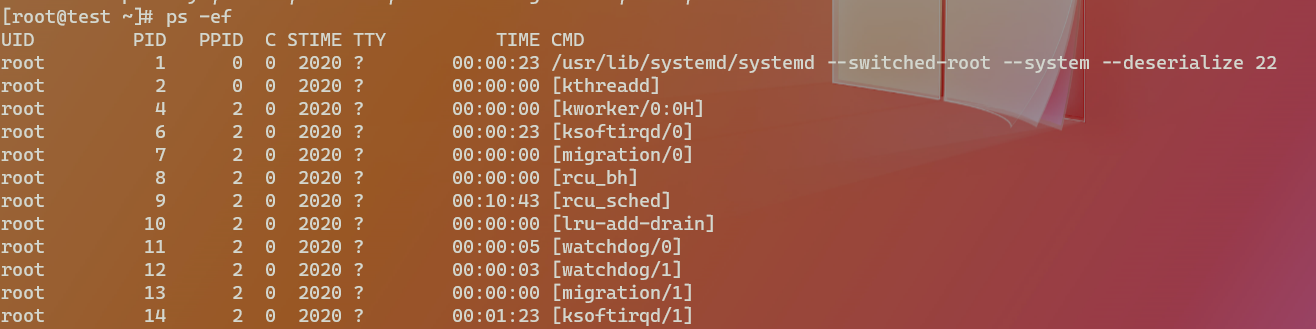 [root@test ~]# ps -ef
UID        PID  PPID  C STIME TTY          TIME CMD
root         1     0  0  2020 ?        00:00:23 /usr/lib/systemd/systemd --switched-root --system --deserialize 22
root         2     0  0  2020 ?        00:00:00 [kthreadd]
root         4     2  0  2020 ?        00:00:00 [kworker/0:0H]
root         6     2  0  2020 ?        00:00:23 [ksoftirqd/0]
root         7     2  0  2020 ?        00:00:00 [migration/0]
root         8     2  0  2020 ?        00:00:00 [rcu_bh]
root         9     2  0  2020 ?        00:10:43 [rcu_sched]
root        10     2  0  2020 ?        00:00:00 [lru-add-drain]
root        11     2  0  2020 ?        00:00:05 [watchdog/0]
root        12     2  0  2020 ?        00:00:03 [watchdog/1]
root        13     2  0  2020 ?        00:00:00 [migration/1]
root        14     2  0  2020 ?        00:01:23 [ksoftirqd/1]